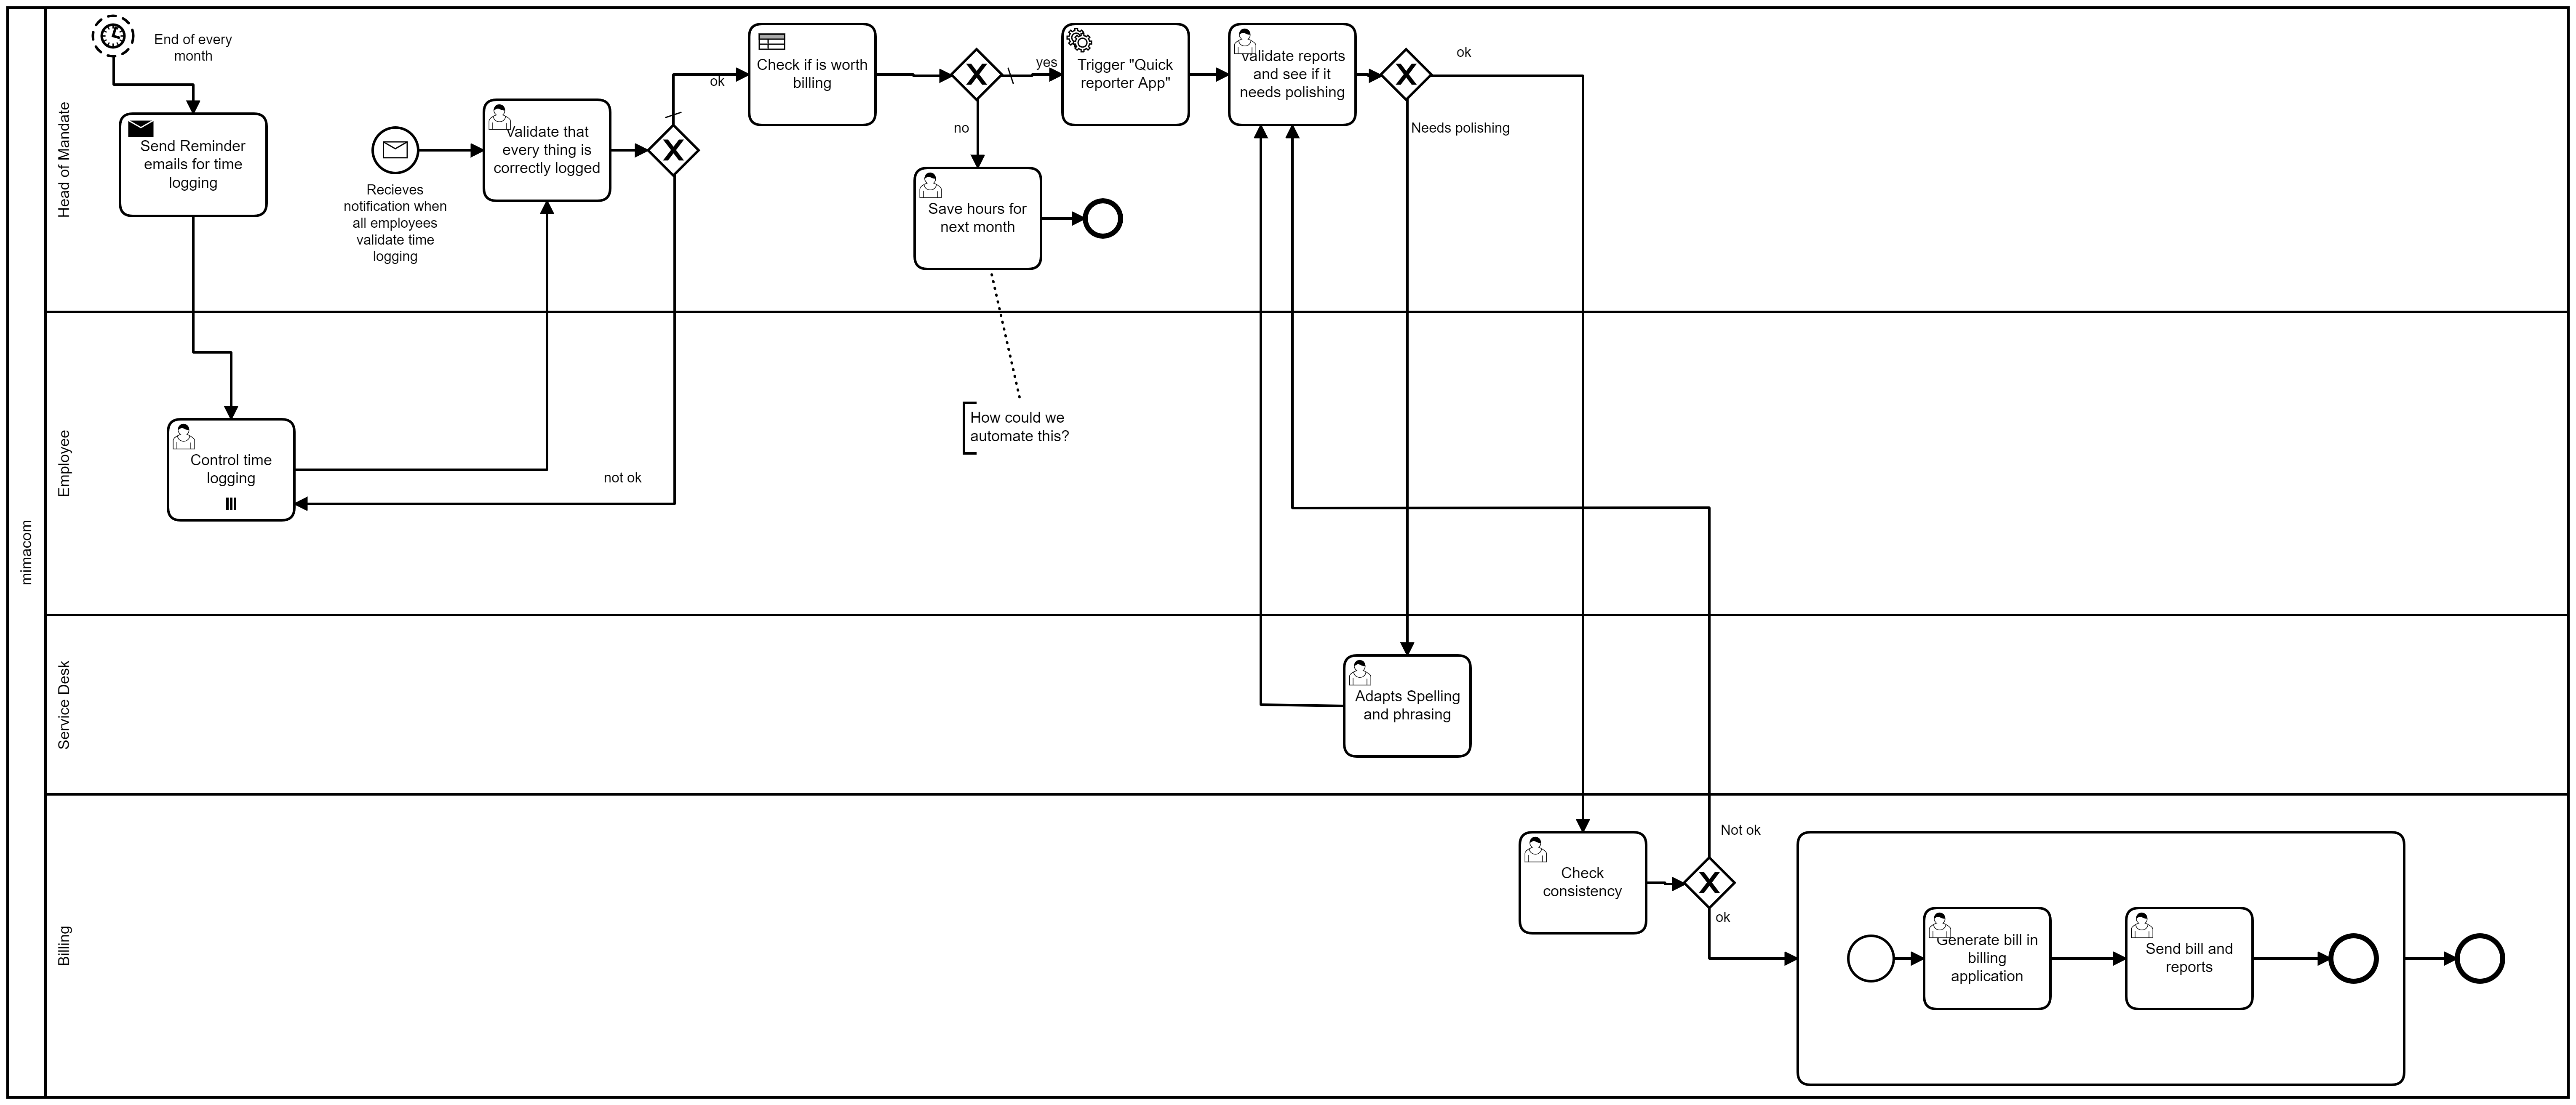 mimacom
Head of Mandate
End of every
month
Send Reminder
emails for time
logging
Recieves
notification when
all employees
validate time
logging
Validate that
every thing is
correctly logged
ok
not ok
Check if is worth
billing
yes
no
Save hours for
next month
How could we
automate this?
Trigger "Quick
reporter App"
Validate reports
and see if it
needs polishing
ok
Needs polishing
Employee
Control time
logging
Service Desk
Adapts Spelling
and phrasing
Billing
Check
consistency
Not ok
ok
Generate bill in
billing
application
Send bill and
reports